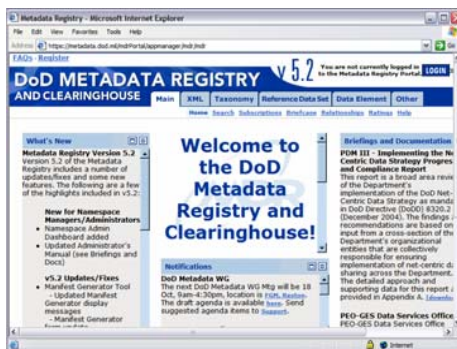 Metadata Registry - Microsoft Internet Explorer
File Edit View Favorites Tools Help
Address https://metadata.dod.mil/mdrPortal/appmanager/mdr/mdr Go
FAQs - Register
DoD METADATA REGISTRY
AND CLEARINGHOUSE
v 5.2
You are not currently logged in
to the Metadata Registry Portal
LOGIN
Main XML Taxonomy Reference Data Set Data Element Other
Home Search Subscriptions Briefcase Relationships Ratings Help
What's New
Metadata Registry Version 5.2
Version 5.2 of the Metadata
Registry includes a number of
updates/fixes and some new
features. The following are a few
of the highlights included in v5.2:
New for Namespace
Managers/Administrators
• Namespace Admin
Dashboard added
• Updated Administrator's
Manual (see Briefings and
Docs)
v5.2 Updates/Fixes
• Manifest Generator Tool
- Updated Manifest
Generator display
messages
- Manifest Generator
Welcome to
the DoD
Metadata
Registry and
Clearinghouse!
Notifications
DoD Metadata WG
The next DoD Metadata WG Mtg will be 18
Oct, 9am-4:30pm, location is FGM, Reston.
The draft agenda is available here. Send
suggested agenda items to Support.
Briefings and Documentation
PDM III - Implementing the Ne
Centric Data Strategy Progres
and Compliance Report
This report is a broad area revie
of the Department's
implementation of the DoD Net-
Centric Data Strategy as manda
in DoD Directive (DoDD) 8320.2
(December 2004). The findings
recommendations are based on
input from a cross-section of the
Department's organizational
entities that are collectively
responsible for ensuring
implementation of net-centric d
sharing across the Department.
The detailed approach and
supporting data for this report
provided in Appendix A.
PEO-GES Data Services Office
PEO-GES Data Services Office
Internet